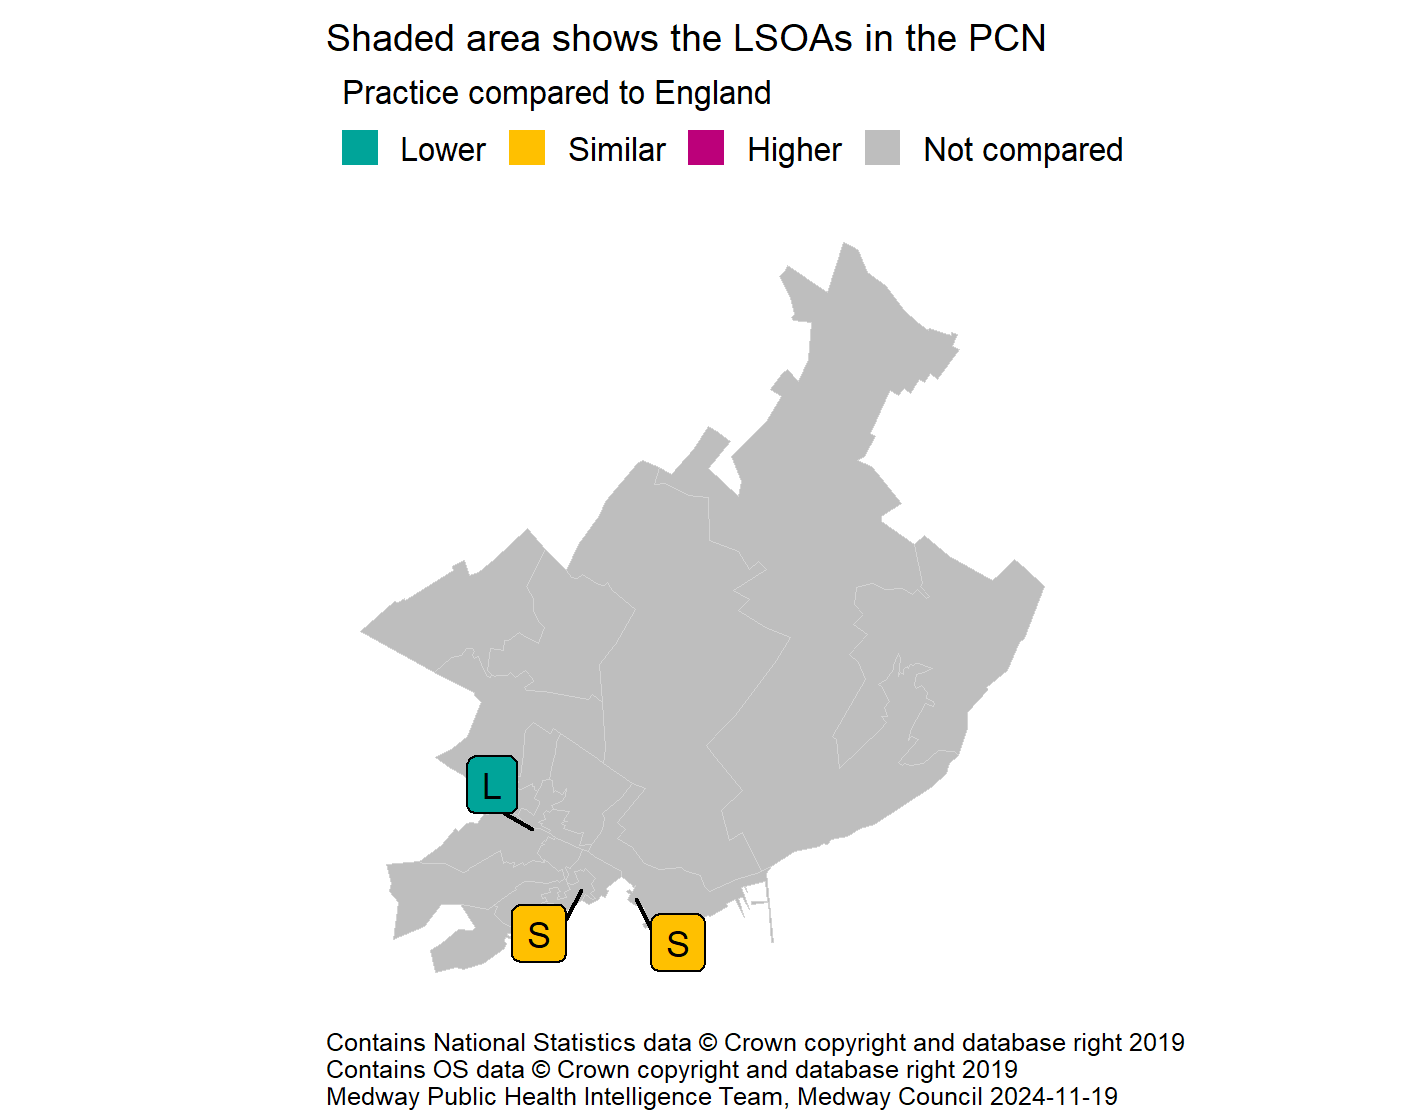 Shaded area shows the LSOAs in the PCN
Practice compared to England
Lower Similar Higher Not compared
L
S
S
Contains National Statistics data © Crown copyright and database right 2019
Contains OS data © Crown copyright and database right 2019
Medway Public Health Intelligence Team, Medway Council 2024-11-19